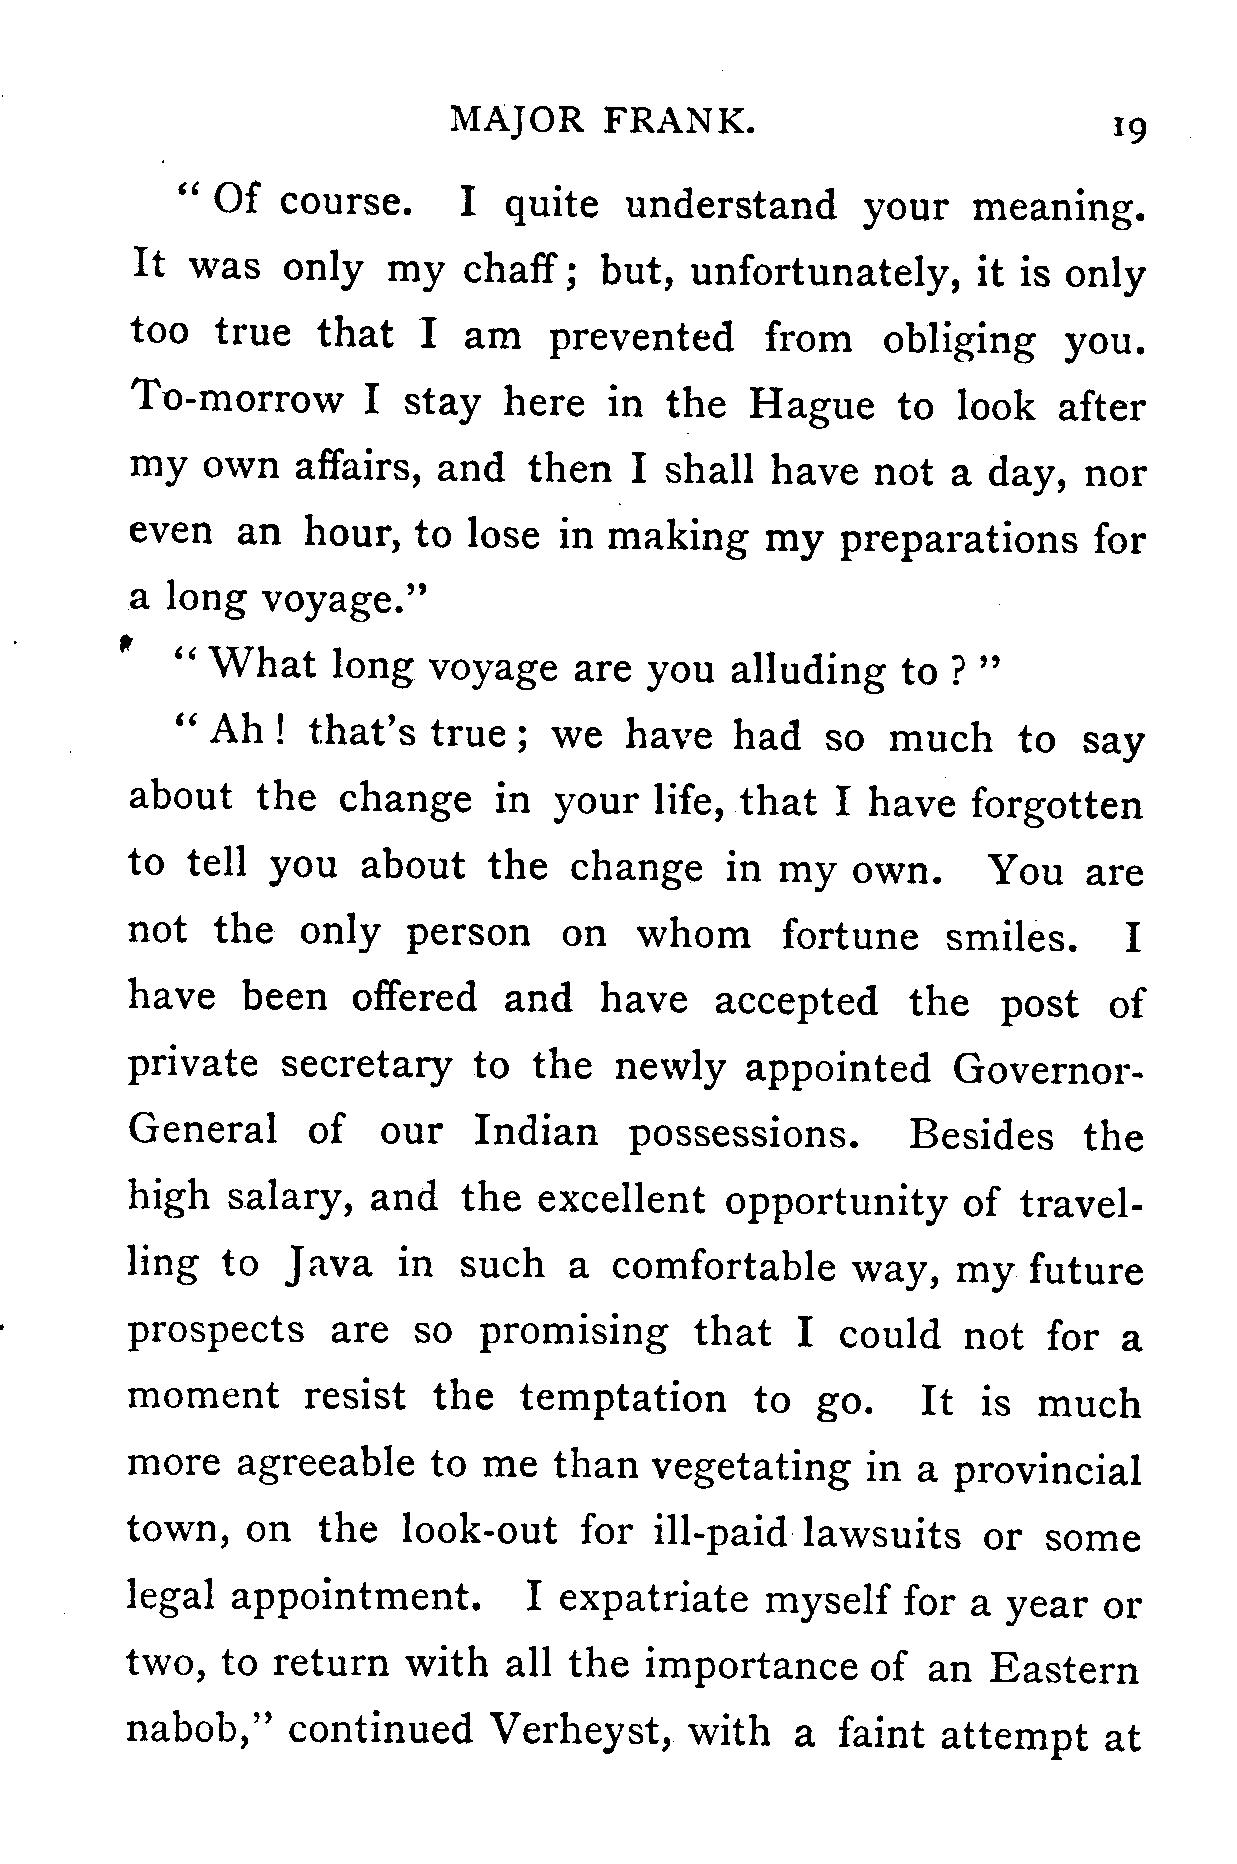 MAJOR FRANK. 19
“ Of course. I quite understand your meaning.
It was only my chaff ; but, unfortunately, it is only
too true that I am prevented from obliging you.
To-morrow I stay here in the Hague to look after
my own affairs, and then I shall have not a day, nor
even an hour, to lose in making my preparations for
a long voyage.”
“ What long voyage are you alluding to ? ”
“ Ah ! that’s true ; we have had so much to say
about the change in your life, that I have forgotten
to tell you about the change in my own. You are
not the only person on whom fortune smiles. I
have been offered and have accepted the post of
private secretary to the newly appointed Governor-
General of our Indian possessions. Besides the
high salary, and the excellent opportunity of travel-
ling to Java in such a comfortable way, my future
prospects are so promising that I could not for a
moment resist the temptation to go. It is much
more agreeable to me than vegetating in a provincial
town, on the look-out for ill-paid lawsuits or some
legal appointment. I expatriate myself for a year or
two, to return with all the importance of an Eastern
nabob,” continued Verheyst, with a faint attempt at